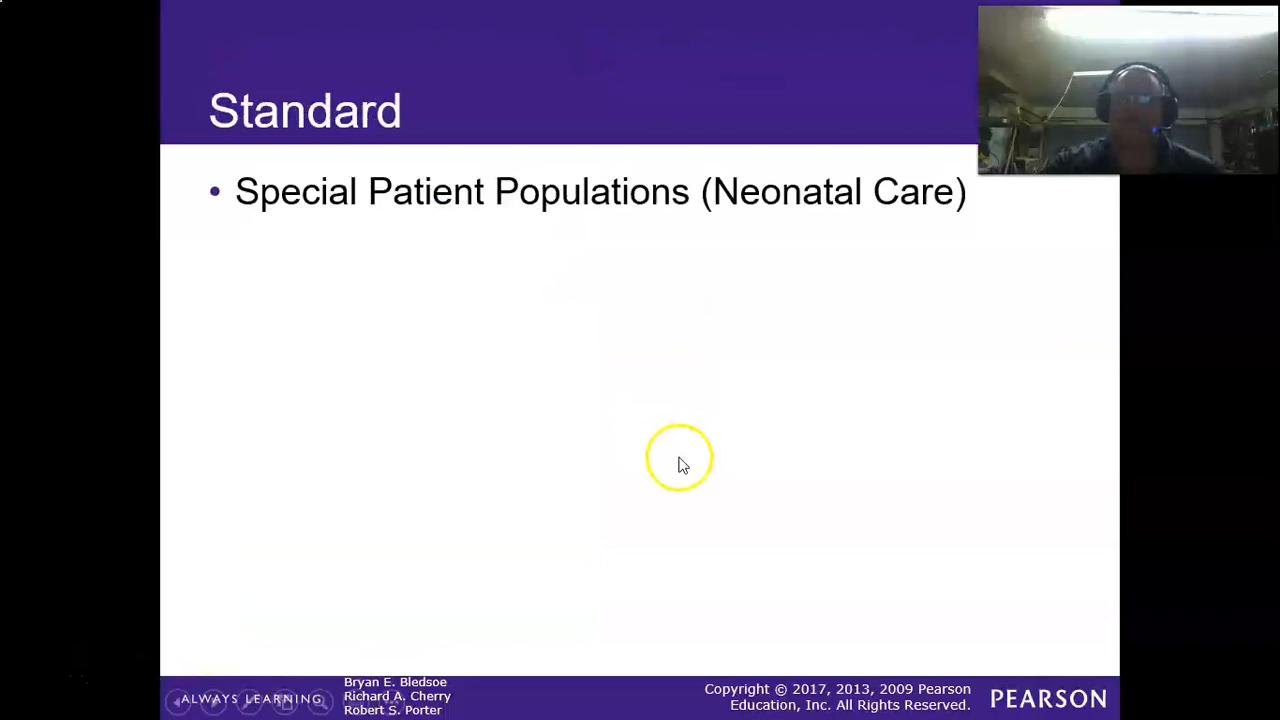 Standard
• Special Patient Populations (Neonatal Care)
ALWAYS LEARNING
Bryan E. Bledsoe
Richard A. Cherry
Robert S. Porter
Copyright © 2017, 2013, 2009 Pearson
Education, Inc. All Rights Reserved.
PEARSON